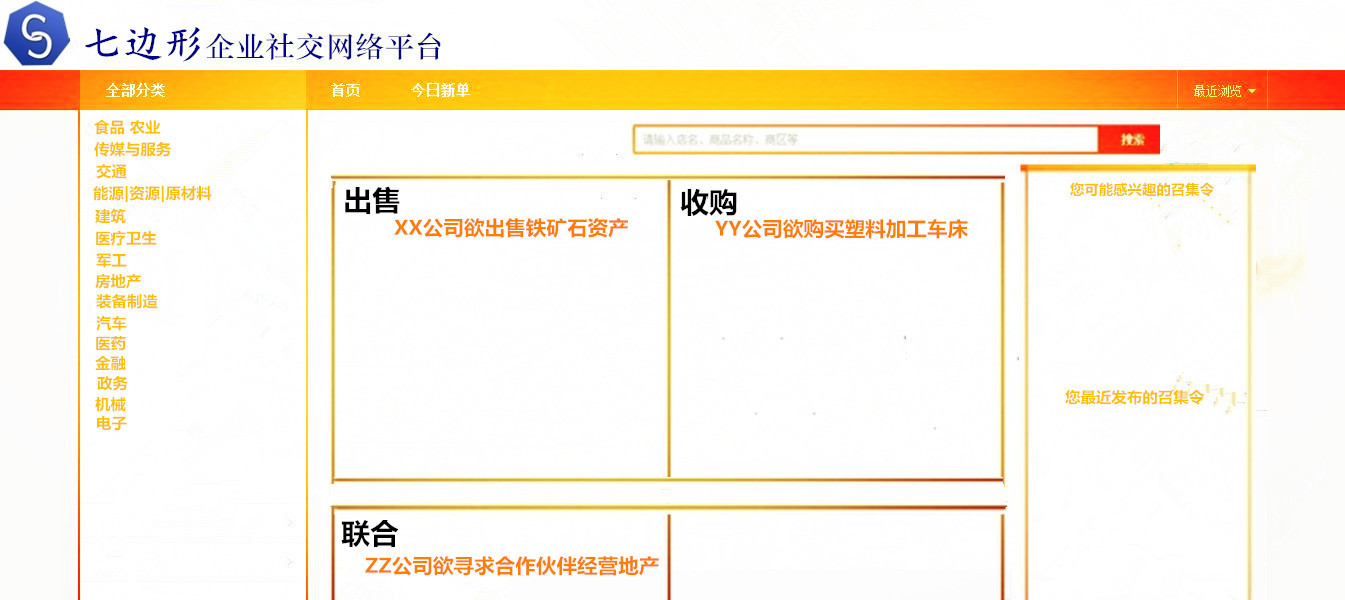 七边形企业社交网络平台
全部分类
首页
今日新单
最近浏览
食品 农业
传媒与服务
交通
能源|资源|原材料
建筑
医疗卫生
军工
房地产
装备制造
汽车
医药
金融
政务
机械
电子
请输入店名、商品名称、商区等
搜索
出售
XX公司欲出售铁矿石资产
收购
YY公司欲购买塑料加工车床
联合
ZZ公司欲寻求合作伙伴经营地产
您可能感兴趣的召集令
您最近发布的召集令